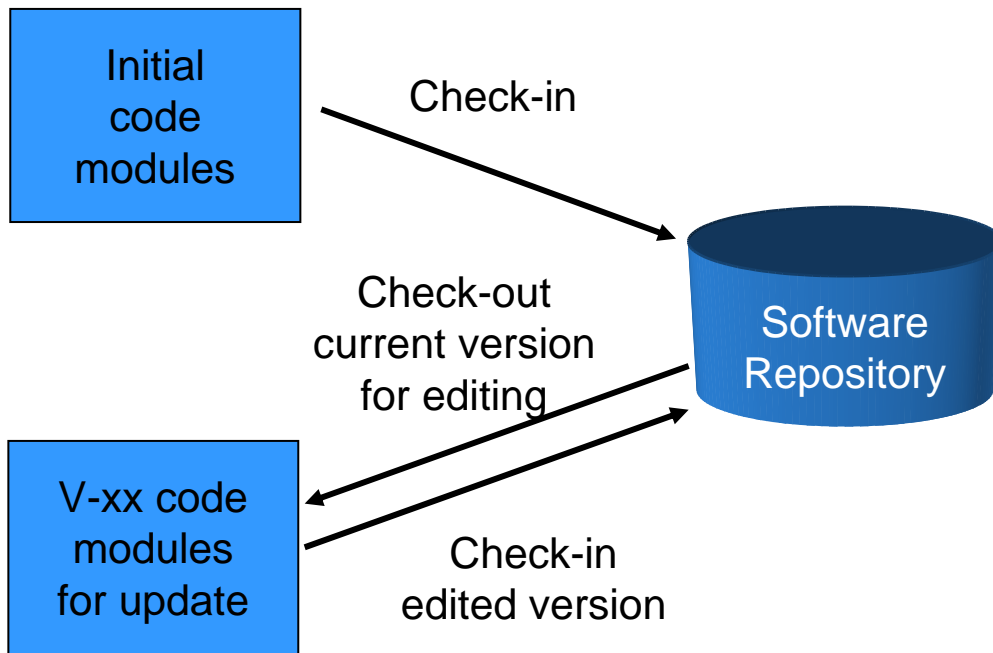 Initial
code
modules
Check-in
Check-out
current version
for editing
Software
Repository
V-xx code
modules
for update
Check-in
edited version